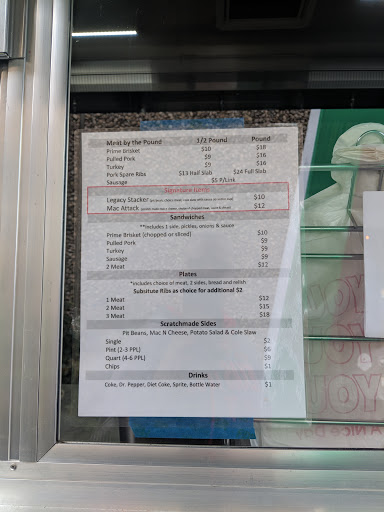 Meat by the Pound 1/2 Pound Pound
Prime Brisket $10 $18
Pulled Pork $9 $16
Turkey $9 $16
Pork Spare Ribs $13 Half Slab $24 Full Slab
Sausage $5 P/Link
Signature Items
Legacy Stacker $10
Mac Attack $12
Sandwiches
**Includes 1 side, pickles, onions & sauce
Prime Brisket (chopped or sliced) $10
Pulled Pork $9
Turkey $9
Sausage $9
2 Meat $12
Plates
*Includes choice of meat, 2 sides, bread and relish.
Subsitute Ribs as choice for additional $2
1 Meat $12
2 Meat $15
3 Meat $18
Scratchmade Sides
Pit Beans, Mac N Cheese, Potato Salad & Cole Slaw
Single $2
Pint (2-3 PPL) $6
Quart (4-6 PPL) $9
Chips $1
Drinks
Coke, Dr. Pepper, Diet Coke, Sprite, Bottle Water $1
YOU
YOU